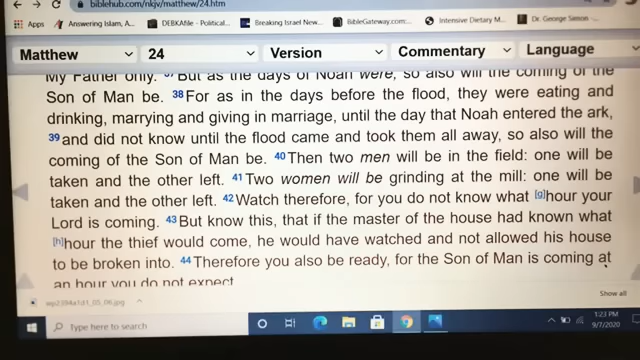 biblehub.com/nkjv/matthew/24.htm
Apps Answering Islam, A... DEBKAfile - Political... Breaking Israel New... BibleGateway.com:... Intensive Dietary M... Dr. George Simon -...
Matthew 24 Version Commentary Language
My Father only. 37 But as the days of Noah were, so also will the coming of the
Son of Man be. 38 For as in the days before the flood, they were eating and
drinking, marrying and giving in marriage, until the day that Noah entered the ark,
39 and did not know until the flood came and took them all away, so also will the
coming of the Son of Man be. 40 Then two men will be in the field: one will be
taken and the other left. 41 Two women will be grinding at the mill: one will be
taken and the other left. 42 Watch therefore, for you do not know what [g]hour your
Lord is coming. 43 But know this, that if the master of the house had known what
[h]hour the thief would come, he would have watched and not allowed his house
to be broken into. 44 Therefore you also be ready, for the Son of Man is coming at
an hour you do not expect
Show all
Type here to search
1:23 PM
9/7/2020